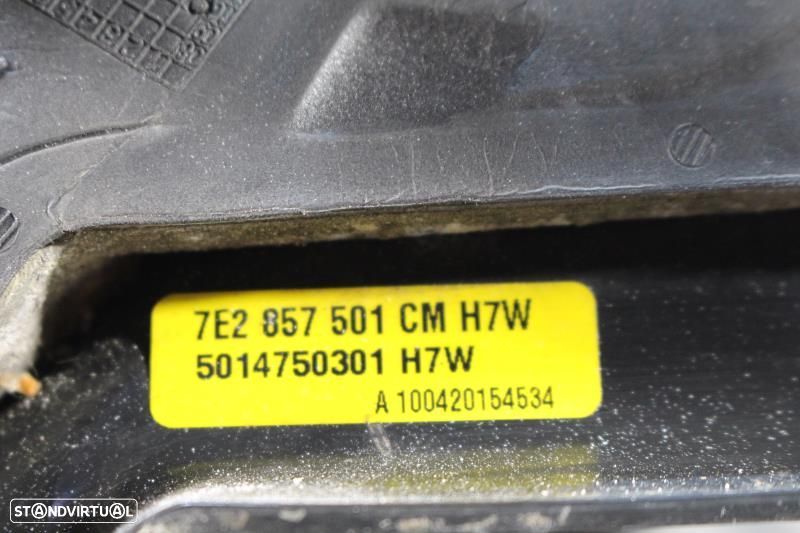 7E2 857 501 CM H7W
5014750301 H7W
A 100420154534
STANDVIRTUAL